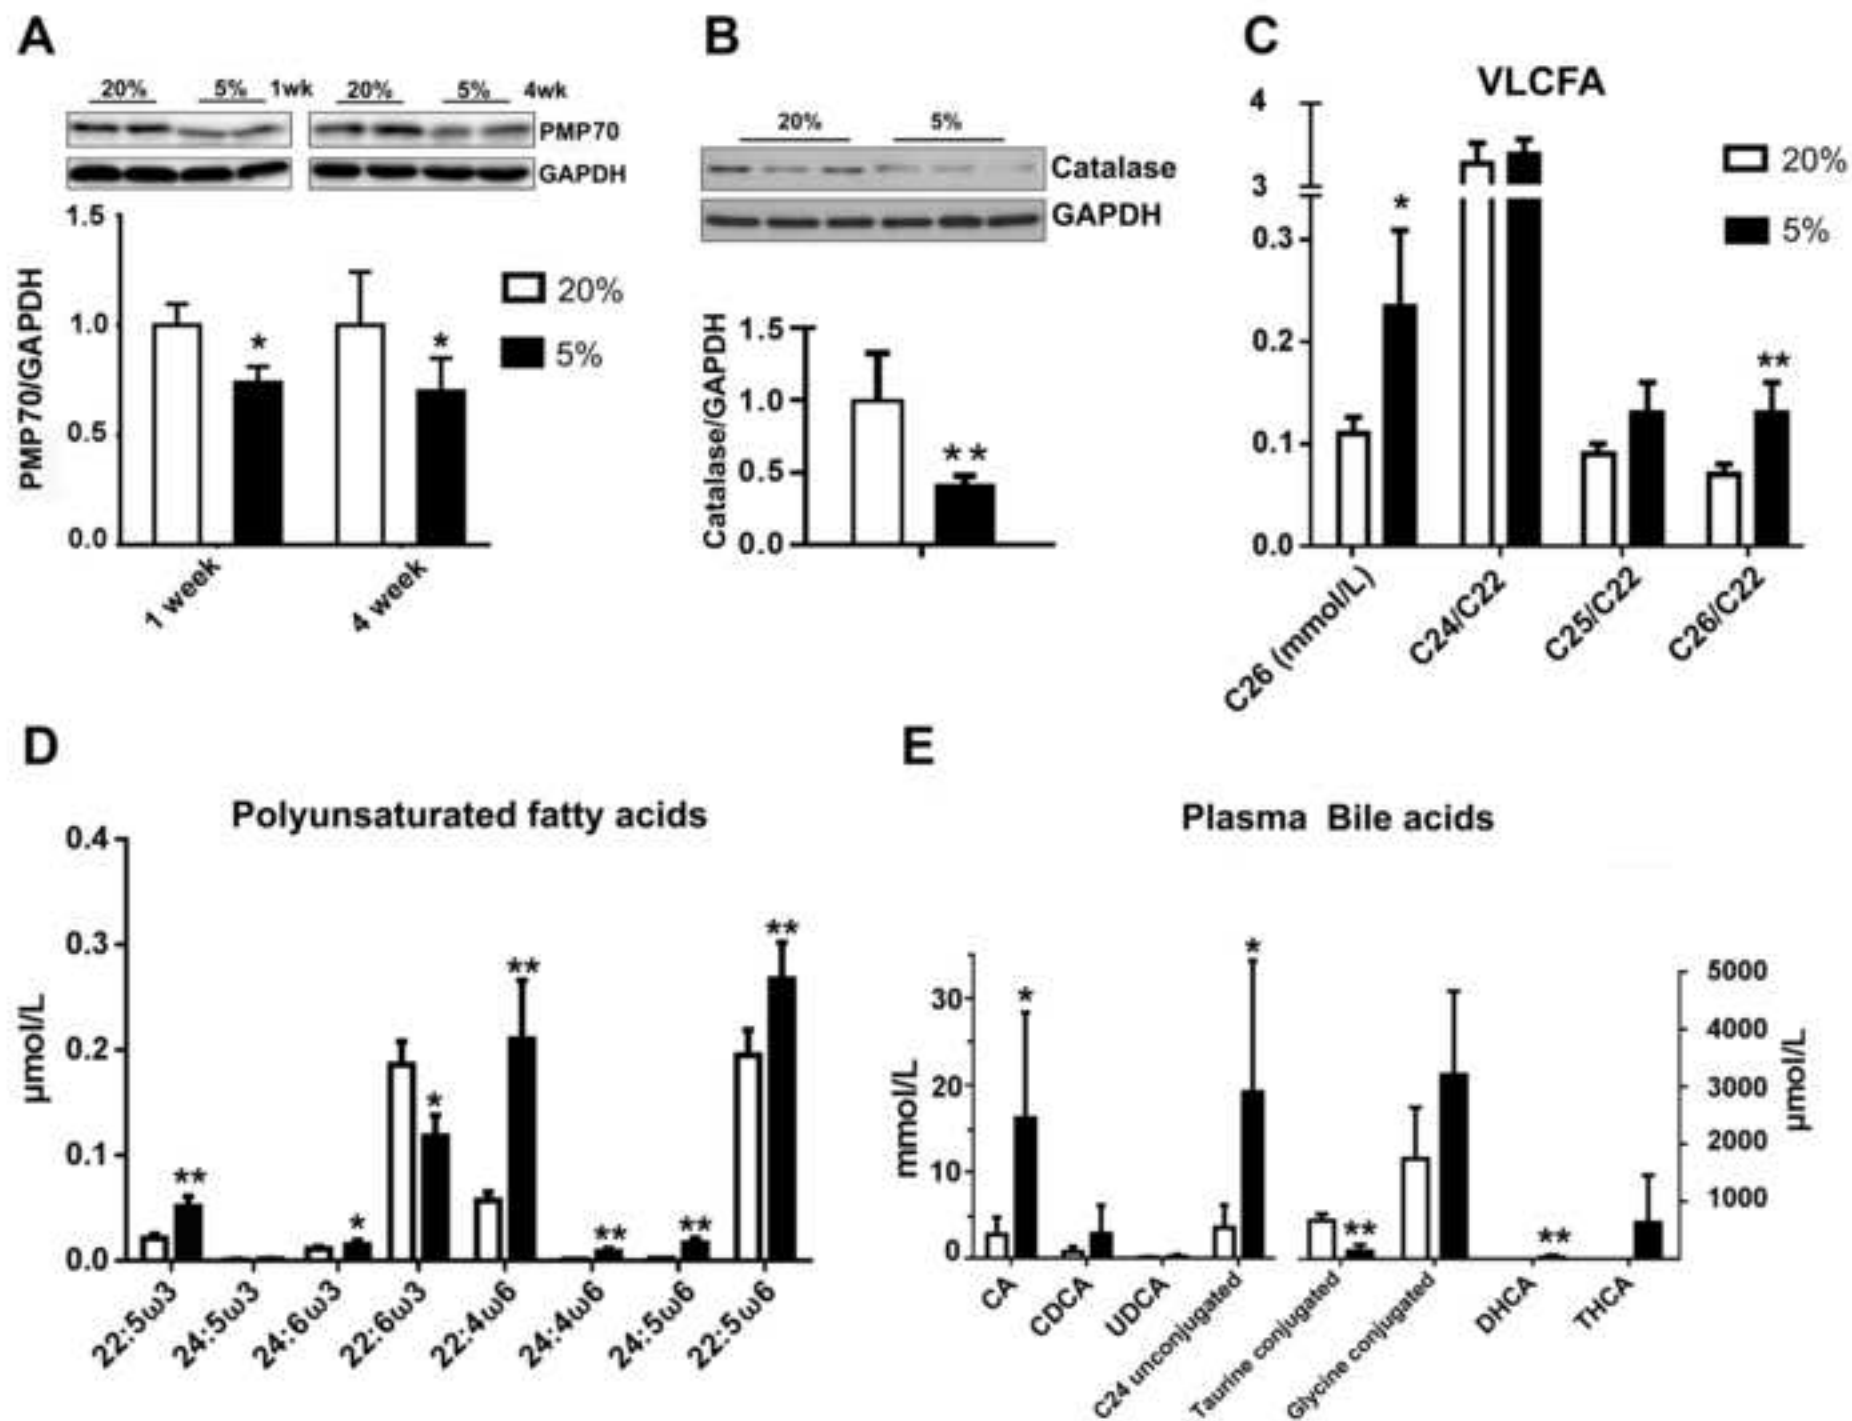 A
20% 5% 1wk 20% 5% 4wk
PMP70
GAPDH
1.5
1.0
0.5
0.0
PMP70/GAPDH
* *
20%
5%
1 week
4 week
B
20% 5%
Catalase
GAPDH
1.5
1.0
0.5
0.0
Catalase/GAPDH
**
C
VLCFA
4
3
0.3
0.2
0.1
0.0
* **
20%
5%
C26 (mmol/L)
C24/C22
C25/C22
C26/C22
D
Polyunsaturated fatty acids
0.4
0.3
0.2
0.1
0.0
µmol/L
** * * ** ** ** **
22:5ω3
24:5ω3
24:6ω3
22:6ω3
22:4ω6
24:4ω6
24:5ω6
22:5ω6
E
Plasma Bile acids
30
20
10
0
mmol/L
* * ** **
5000
4000
3000
2000
1000
µmol/L
CA
CDCA
UDCA
C24 unconjugated
Taurine conjugated
Glycine conjugated
DHCA
THCA